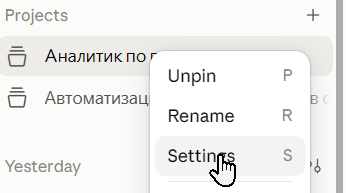 Projects
Аналитик по
Unpin P
Автоматизац
Rename R
Settings S
Yesterday